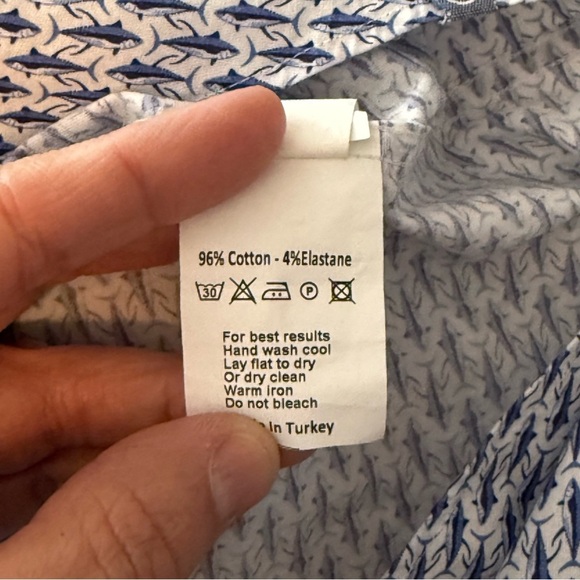 96% Cotton - 4%Elastane
30 P
For best results
Hand wash cool
Lay flat to dry
Or dry clean
Warm iron
Do not bleach
In Turkey